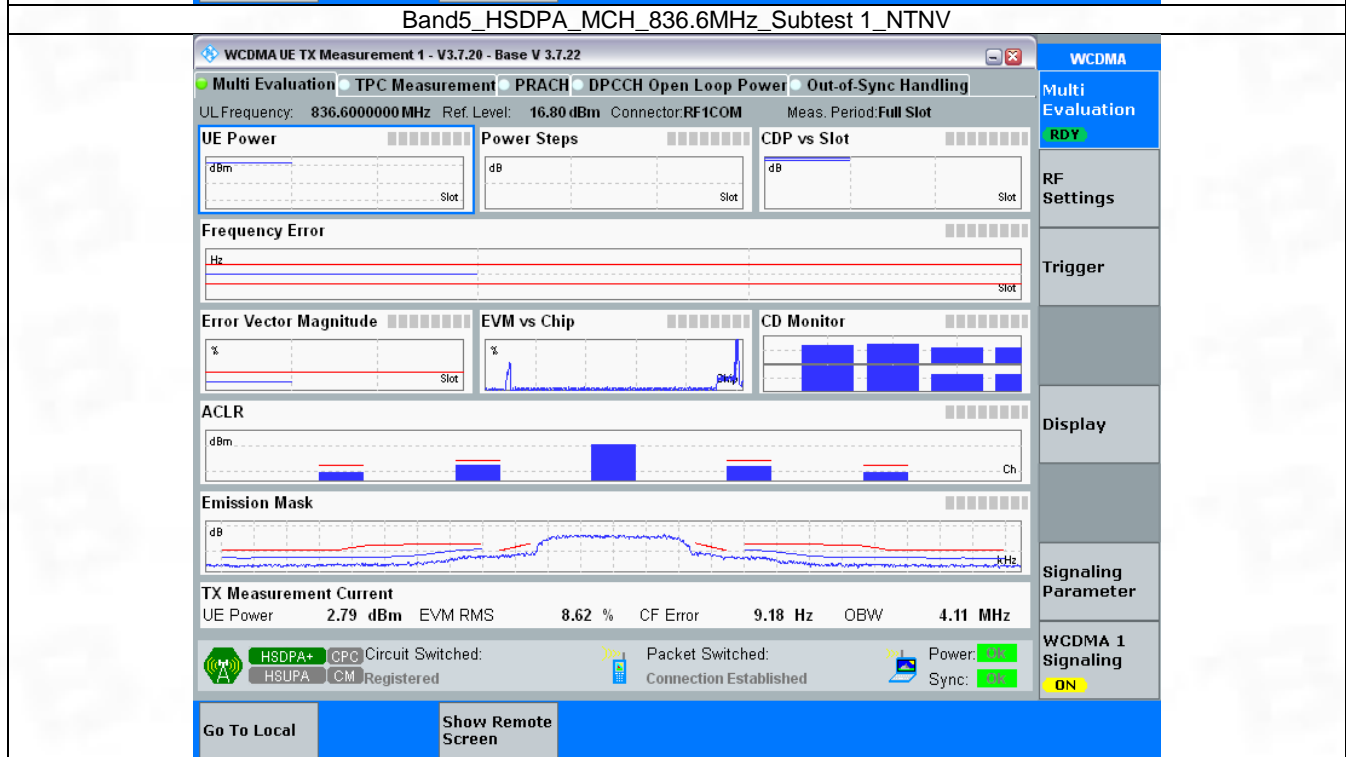 Band5_HSDPA_MCH_836.6MHz_Subtest 1_NTNV
WCDMA UE TX Measurement 1 - V3.7.20 - Base V 3.7.22
WCDMA
Multi Evaluation TPC Measurement PRACH DPCCH Open Loop Power Out-of-Sync Handling
Multi
Evaluation
RDY
UL Frequency: 836.6000000 MHz Ref. Level: 16.80 dBm Connector: RF1COM Meas. Period: Full Slot
UE Power Power Steps CDP vs Slot
dBm dB dB
Slot Slot Slot
RF
Settings
Frequency Error
Hz
Slot
Trigger
Error Vector Magnitude EVM vs Chip CD Monitor
% %
Slot Chip
ACLR
dBm
Ch
Display
Emission Mask
dB
kHz
Signaling
Parameter
TX Measurement Current
UE Power 2.79 dBm EVM RMS 8.62 % CF Error 9.18 Hz OBW 4.11 MHz
HSDPA+ CPC Circuit Switched: Packet Switched: Power: Ok
HSUPA CM Registered Connection Established Sync: Ok
WCDMA 1
Signaling
ON
Go To Local
Show Remote
Screen